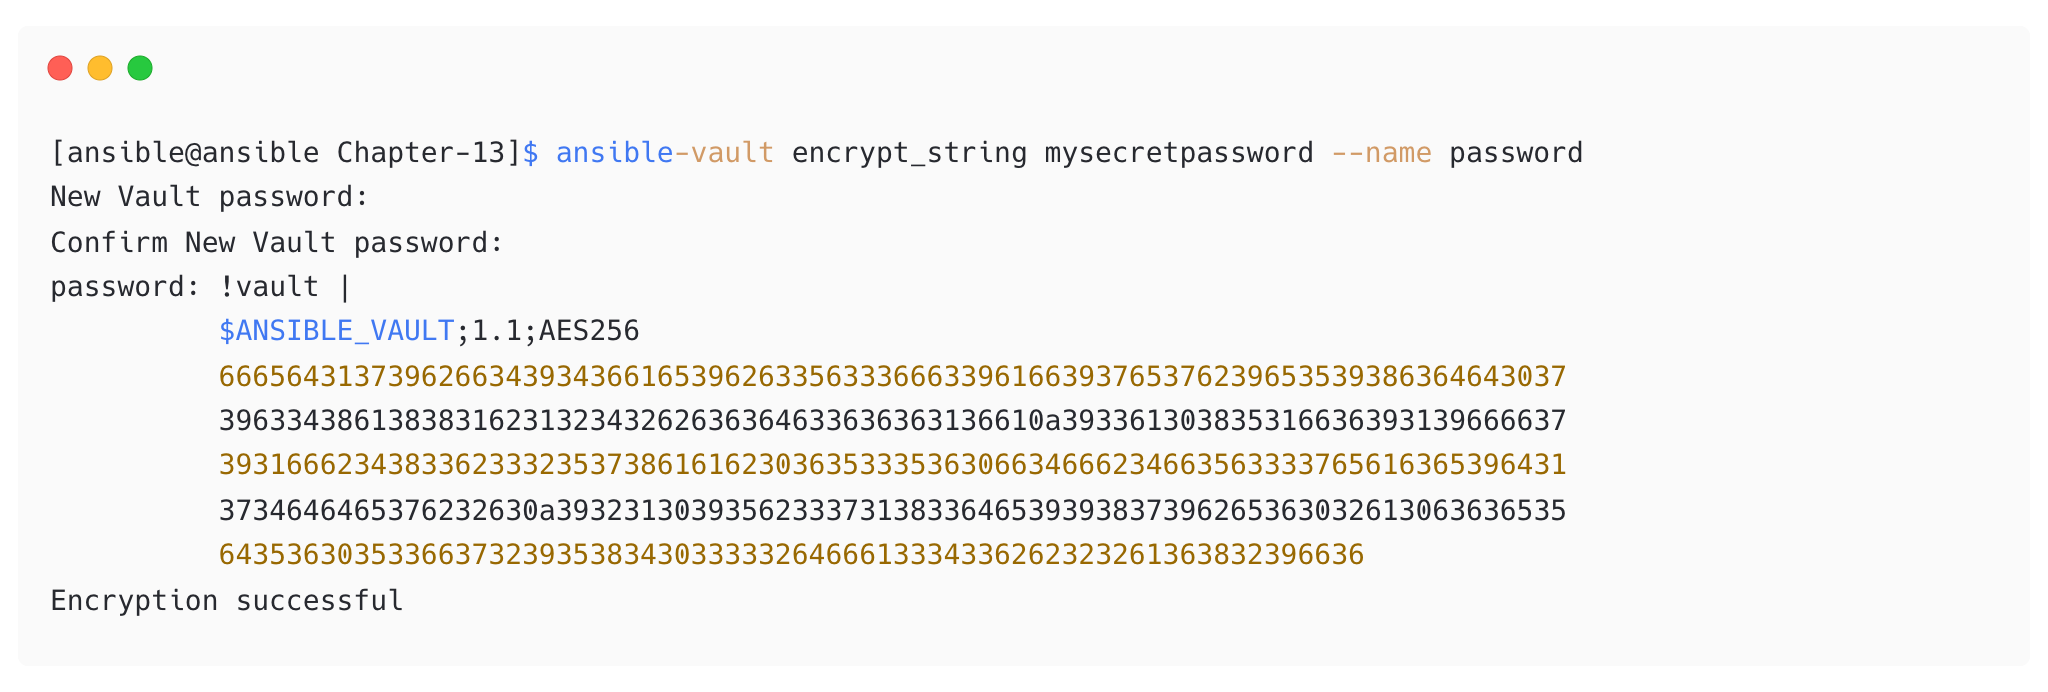 [ansible@ansible Chapter-13]$ ansible-vault encrypt_string mysecretpassword --name password
New Vault password:
Confirm New Vault password:
password: !vault |
$ANSIBLE_VAULT;1.1;AES256
66656431373962663439343661653962633563336663396166393765376239653539386364643037
3963343861383831623132343262636364633636363136610a393361303835316636393139666637
39316662343833623332353738616162303635333536306634666234663563333765616365396431
3734646465376232630a393231303935623337313833646539393837396265363032613063636535
64353630353366373239353834303333326466613334336262323261363832396636
Encryption successful